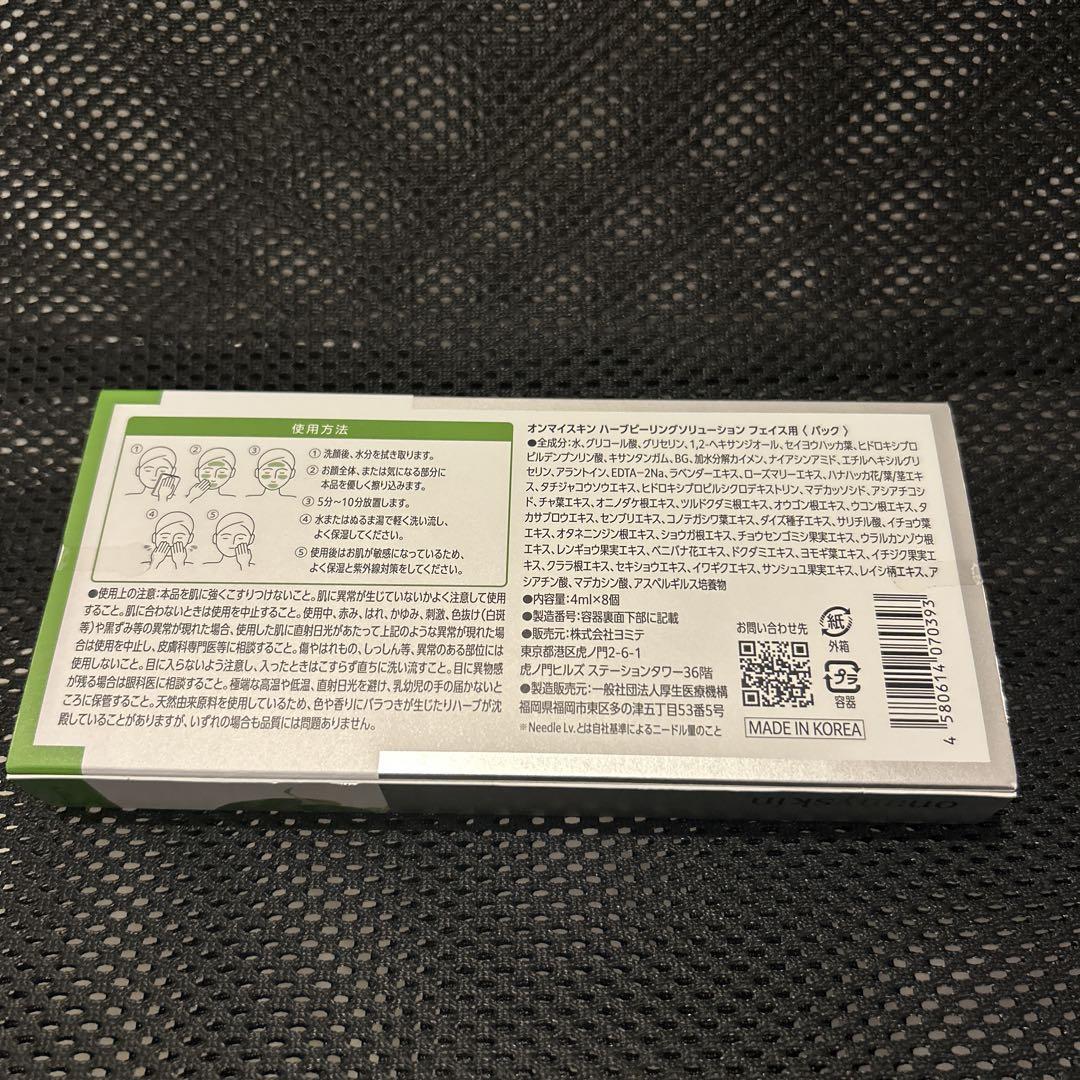 使用方法
①
②
③
④
⑤
① 洗顔後、水分を拭き取ります。
② お顔全体、または気になる部分に
本品を優しく擦り込みます。
③ 5分～10分放置します。
④ 水またはぬるま湯で軽く洗い流し、
よく保湿してください。
⑤ 使用後はお肌が敏感になっているため、
よく保湿と紫外線対策をしてください。
●使用上の注意：本品を肌に強くこすりつけないこと。肌に異常が生じていないかよく注意して使用
すること。肌に合わないときは使用を中止すること。使用中、赤み、はれ、かゆみ、刺激、色抜け（白斑
等）や黒ずみ等の異常が現れた場合、使用した肌に直射日光があたって上記のような異常が現れた場
合は使用を中止し、皮膚科専門医等に相談すること。傷やはれもの、しっしん等、異常のある部位には
使用しないこと。目に入らないよう注意し、入ったときはこすらず直ちに洗い流すこと。目に異物感
が残る場合は眼科医に相談すること。極端な高温や低温、直射日光を避け、乳幼児の手の届かないと
ころに保管すること。天然由来原料を使用しているため、色や香りにバラつきが生じたりハーブが沈
殿していることがありますが、いずれの場合も品質には問題ありません。
オンマイスキン ハーブピーリングソリューション フェイス用〈パック〉
●全成分：水、グリコール酸、グリセリン、1,2-ヘキサンジオール、セイヨウハッカ葉、ヒドロキシプロ
ピルデンプンリン酸、キサンタンガム、BG、加水分解カイメン、ナイアシンアミド、エチルヘキシルグリ
セリン、アラントイン、EDTA-2Na、ラベンダーエキス、ローズマリーエキス、ハナハッカ花/葉/茎エキ
ス、タチジャコウソウエキス、ヒドロキシプロピルシクロデキストリン、マデカッソシド、アシアチコシ
ド、チャ葉エキス、オニノダケ根エキス、ツルドクダミ根エキス、オウゴン根エキス、ウコン根エキス、タ
カサブロウエキス、センブリエキス、コノテガシワ葉エキス、ダイズ種子エキス、サリチル酸、イチョウ葉
エキス、オタネニンジン根エキス、ショウガ根エキス、チョウセンゴミシ果実エキス、ウラルカンゾウ根
エキス、レンギョウ果実エキス、ベニバナ花エキス、ドクダミエキス、ヨモギ葉エキス、イチジク果実エ
キス、クララ根エキス、セキショウエキス、イワギクエキス、サンシュユ果実エキス、レイシ柄エキス、ア
シアチン酸、マデカシン酸、アスペルギルス培養物
●内容量：4ml×8個
●製造番号：容器裏面下部に記載
●販売元：株式会社ヨミテ
東京都港区虎ノ門2-6-1
虎ノ門ヒルズ ステーションタワー36階
●製造販売元：一般社団法人厚生医療機構
福岡県福岡市東区多の津五丁目53番5号
※Needle Lv.とは自社基準によるニードル量のこと
お問い合わせ先
MADE IN KOREA
紙
外箱
プラ
容器
4 580614 070393
onmyskin